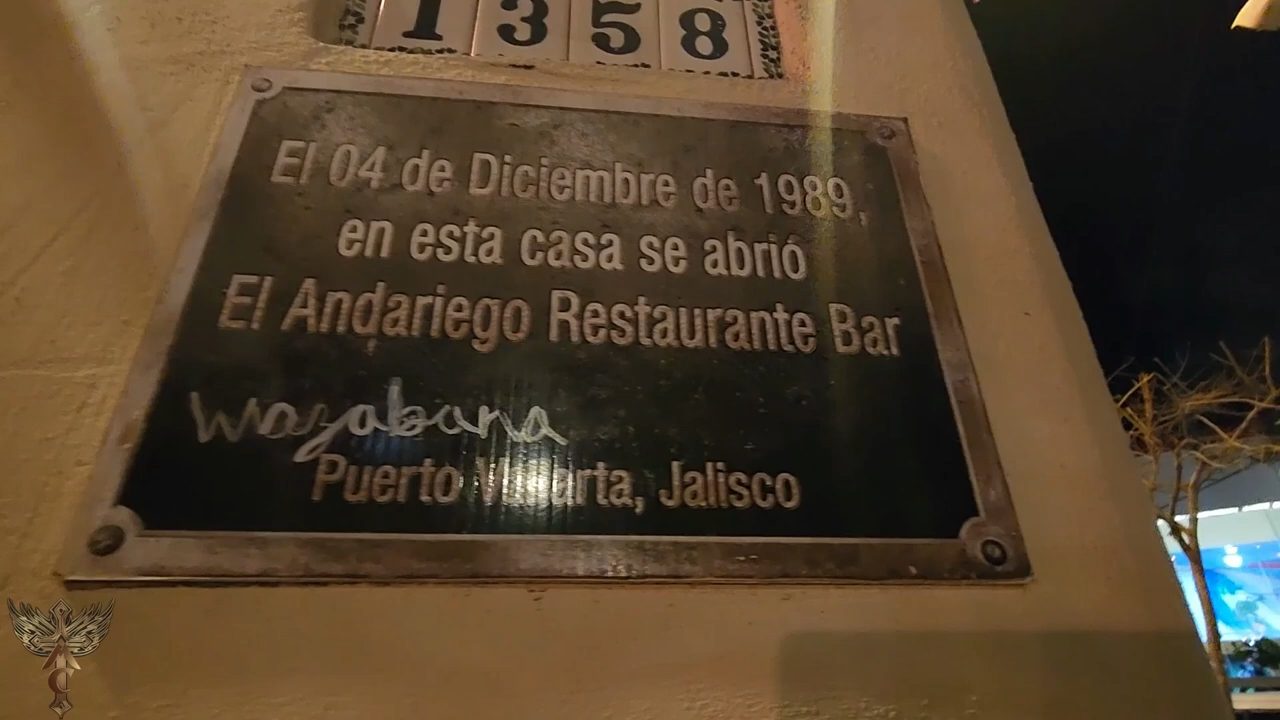 1358
El 04 de Diciembre de 1989,
en esta casa se abrió
El Andariego Restaurante Bar
wazabana
Puerto Vallarta, Jalisco